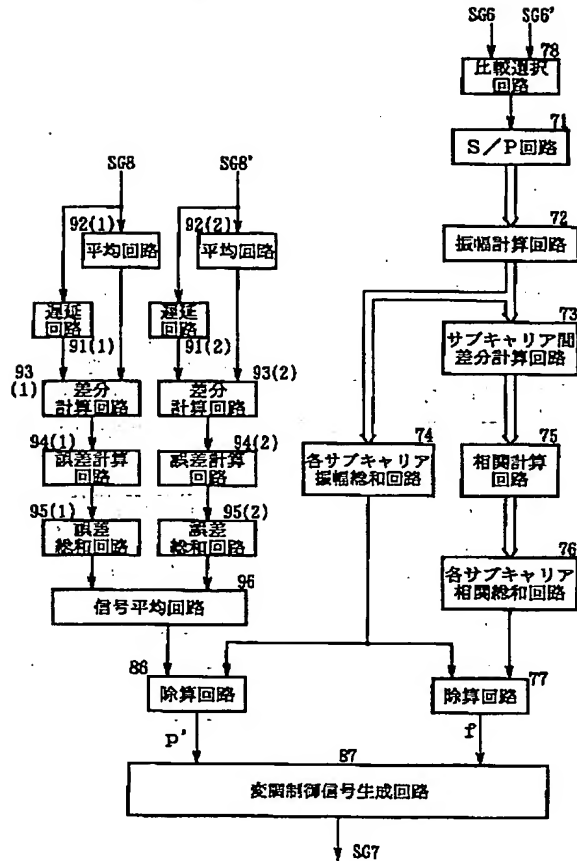 SG6 SG6'
78
比較選択
回路
71
S/P回路
SG8 SG8'
92(1) 92(2)
平均回路 平均回路
72
振幅計算回路
遅延
回路
遅延
回路
91(1) 91(2)
73
サブキャリア間
差分計算回路
93
(1)
93(2)
差分
計算回路
差分
計算回路
94(1) 94(2)
誤差計算
回路
誤差計算
回路
74
各サブキャリア
振幅総和回路
75
相関計算
回路
95(1) 95(2)
誤差
総和回路
誤差
総和回路
76
各サブキャリア
相関総和回路
96
信号平均回路
86
除算回路
77
除算回路
P' f
87
変調制御信号生成回路
SG7